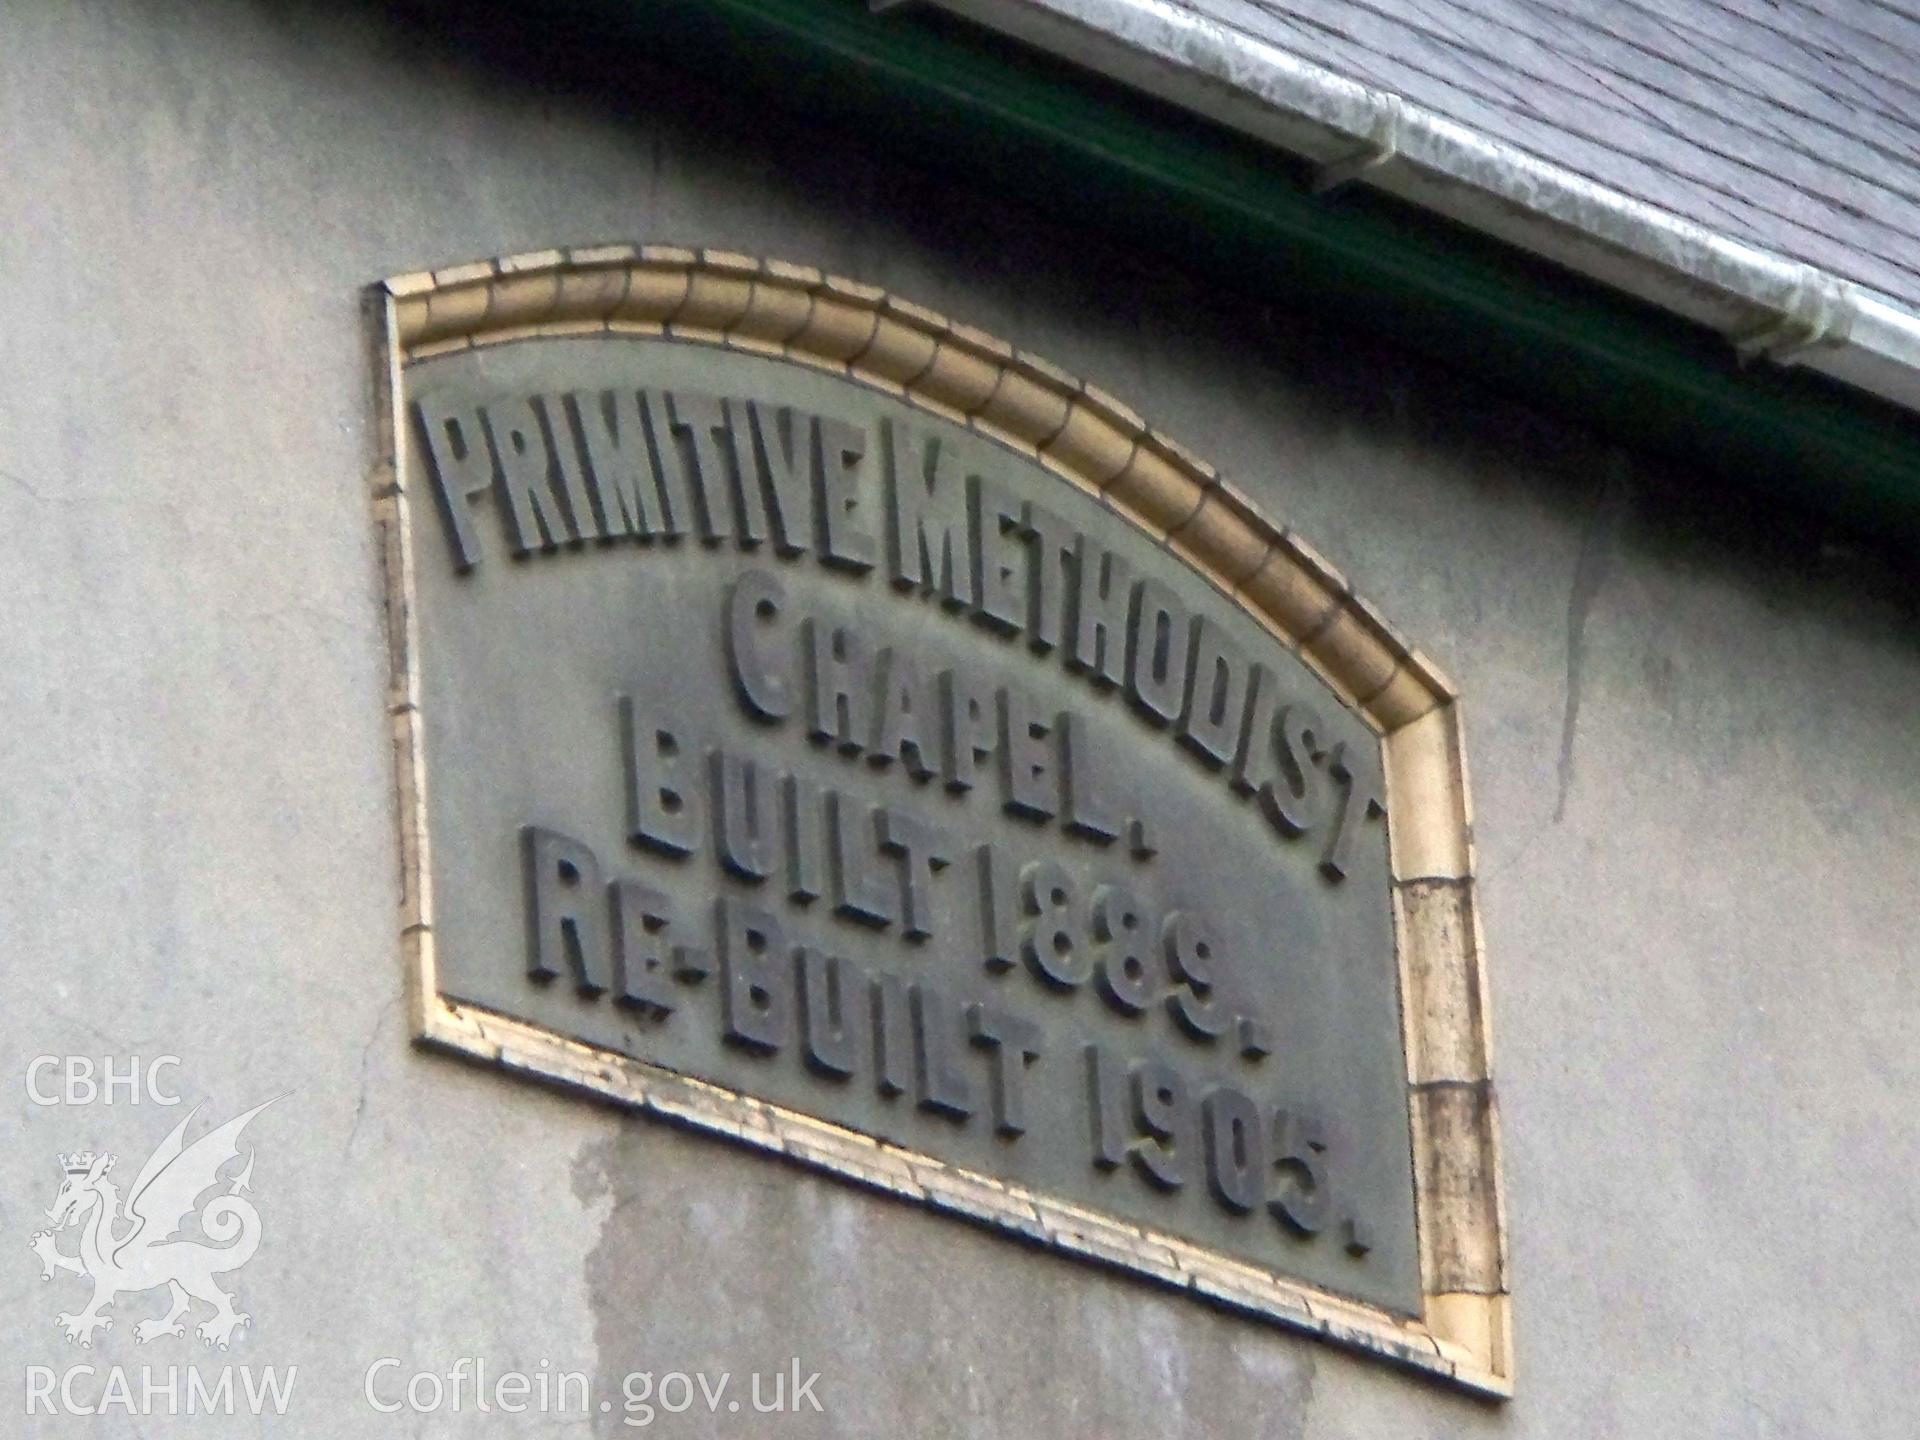 PRIMITIVE METHODIST
CHAPEL.
BUILT 1889.
RE-BUILT 1905.
CBHC
RCAHMW
Coflein.gov.uk